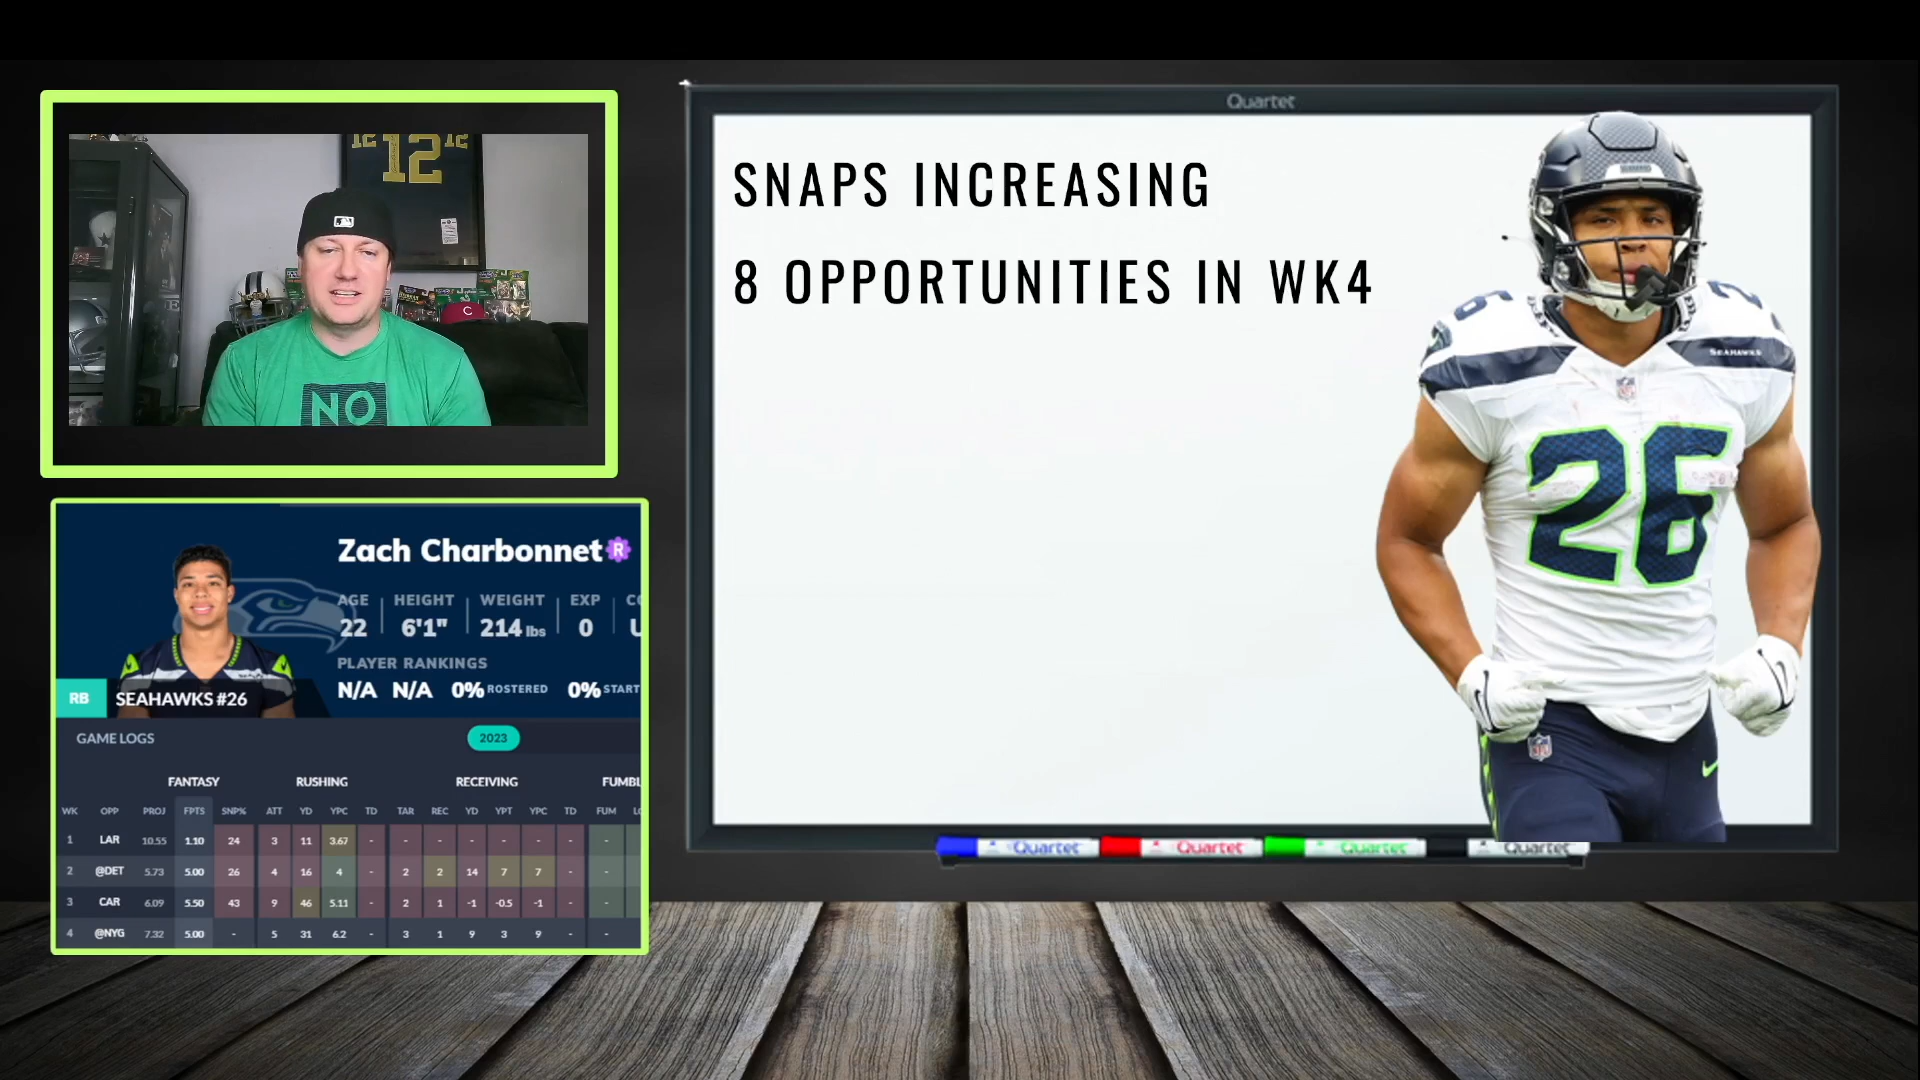 Quartet
SNAPS INCREASING
8 OPPORTUNITIES IN WK4
12 12 12
C
NO
26
26
SEAHAWKS
NFL
26
Quartet Quartet Quartet Quartet
Zach Charbonnet R
AGE HEIGHT WEIGHT EXP
22 6'1" 214 lbs 0
PLAYER RANKINGS
N/A N/A 0% ROSTERED 0% START
RB SEAHAWKS #26
GAME LOGS 2023
FANTASY RUSHING RECEIVING FUMBL
WK OPP PROJ FPTS SNP% ATT YD YPC TD TAR REC YD YPT YPC TD FUM
1 LAR 10.55 1.10 24 3 11 3.67 - - - - - - - -
2 @DET 5.73 5.00 26 4 16 4 - 2 2 14 7 7 - -
3 CAR 6.09 5.50 43 9 46 5.11 - 2 1 -1 -0.5 -1 - -
4 @NYG 7.32 5.00 - 5 31 6.2 - 3 1 9 3 9 - -